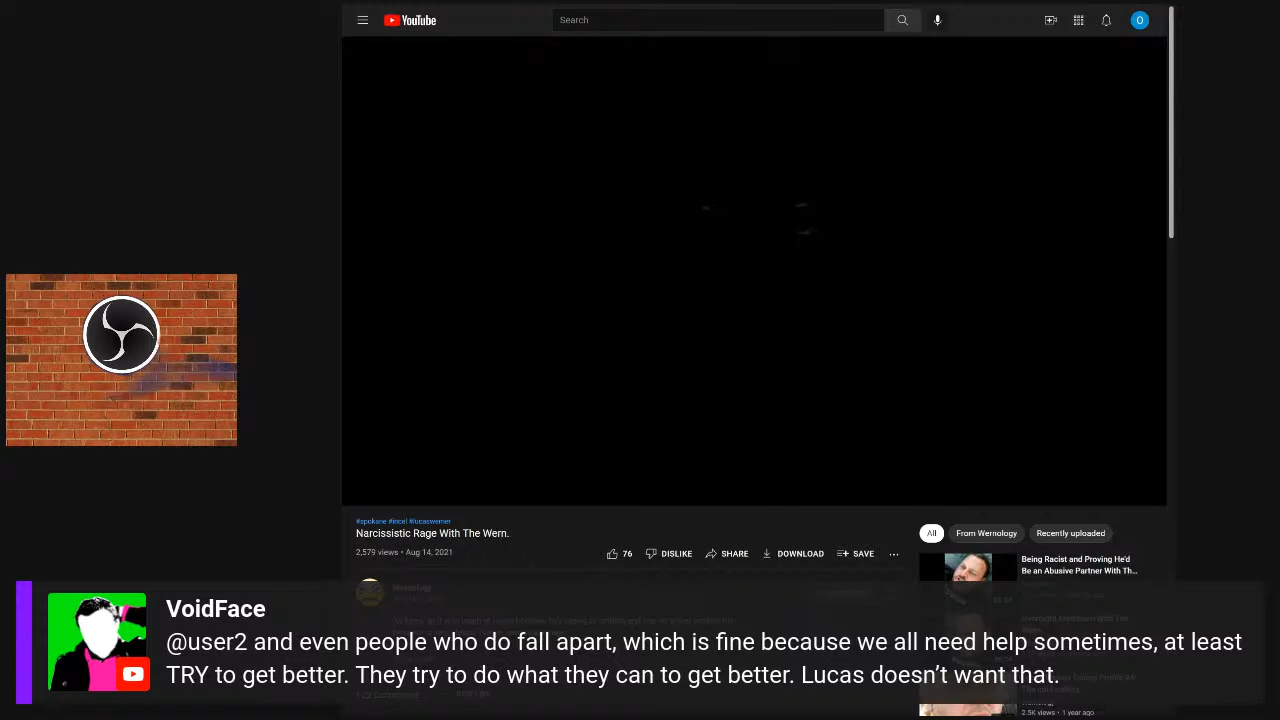 YouTube
Search
O
#spokane #incel #lucaswerner
Narcissistic Rage With The Wern.
2,579 views • Aug 14, 2021
76 DISLIKE SHARE DOWNLOAD SAVE
All From Wernology Recently uploaded
Being Racist and Proving He'd
Be an Abusive Partner With Th...
Wernology
VoidFace
@user2 and even people who do fall apart, which is fine because we all need help sometimes, at least
TRY to get better. They try to do what they can to get better. Lucas doesn’t want that.
2.5K views • 1 year ago